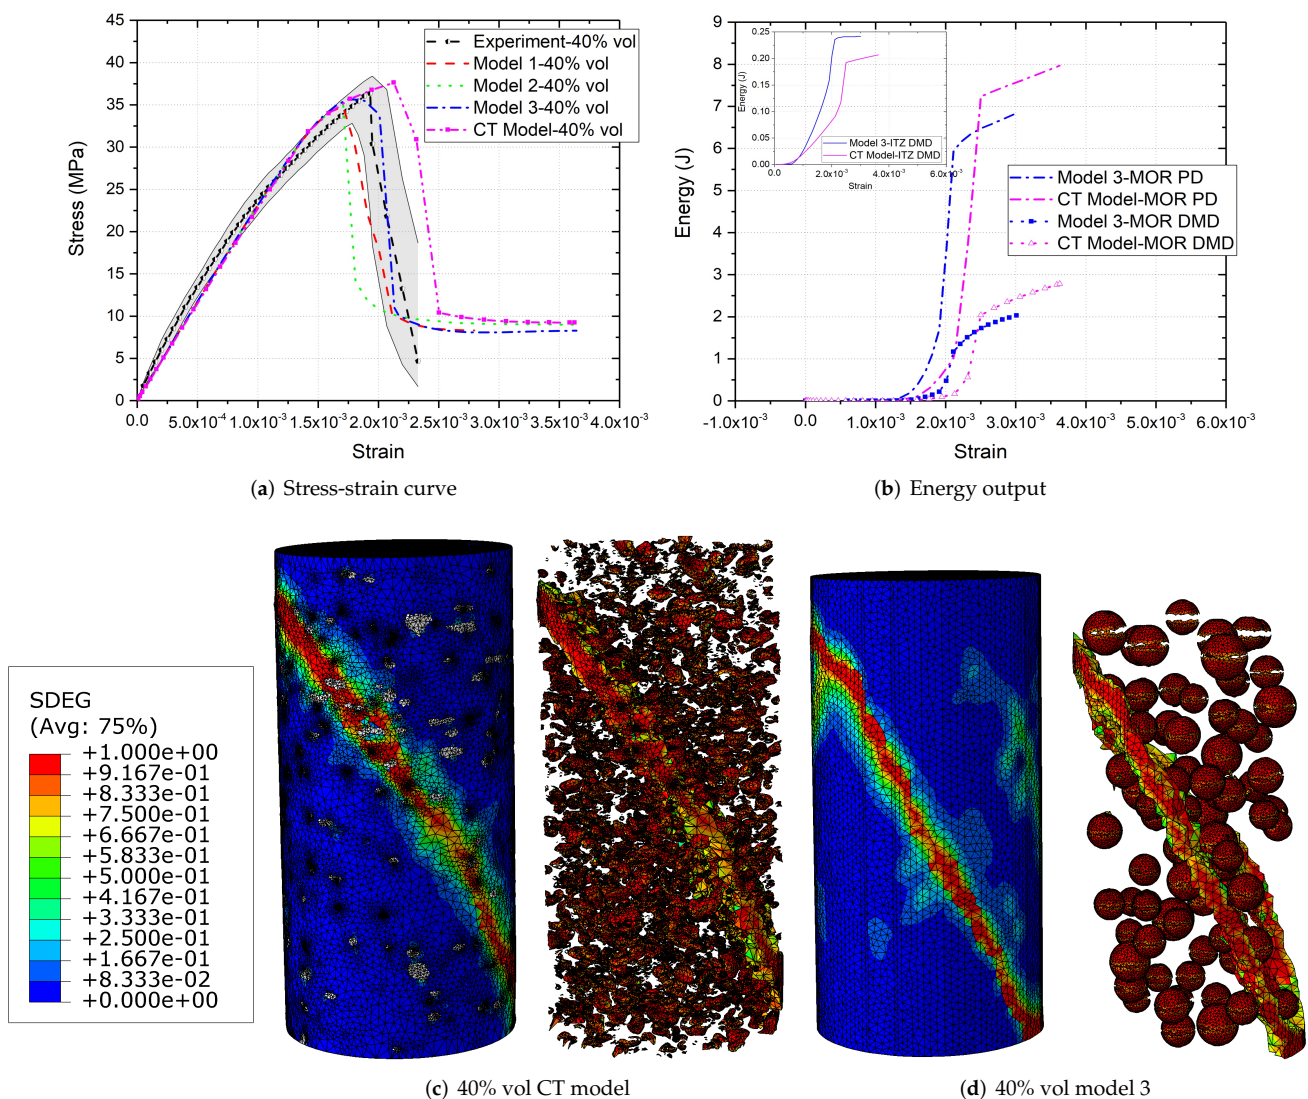 45
40
35
30
25
20
15
10
5
0
Stress (MPa)
0.0
5.0x10⁻³
1.0x10⁻³
1.5x10⁻³
2.0x10⁻³
2.5x10⁻³
3.0x10⁻³
3.5x10⁻³
4.0x10⁻³
Strain
Experiment-40% vol
Model 1-40% vol
Model 2-40% vol
Model 3-40% vol
CT Model-40% vol
(a) Stress-strain curve
9
8
7
6
5
4
3
2
1
0
Energy (J)
-1.0x10⁻³
0.0
1.0x10⁻³
2.0x10⁻³
3.0x10⁻³
4.0x10⁻³
5.0x10⁻³
6.0x10⁻³
Strain
0.25
0.20
0.15
0.10
0.05
0.00
Energy (J)
0.0
2.0x10⁻³
4.0x10⁻³
6.0x10⁻³
Strain
Model 3-ITZ DMD
CT Model-ITZ DMD
Model 3-MOR PD
CT Model-MOR PD
Model 3-MOR DMD
CT Model-MOR DMD
(b) Energy output
SDEG
(Avg: 75%)
+1.000e+00
+9.167e-01
+8.333e-01
+7.500e-01
+6.667e-01
+5.833e-01
+5.000e-01
+4.167e-01
+3.333e-01
+2.500e-01
+1.667e-01
+8.333e-02
+0.000e+00
(c) 40% vol CT model
(d) 40% vol model 3